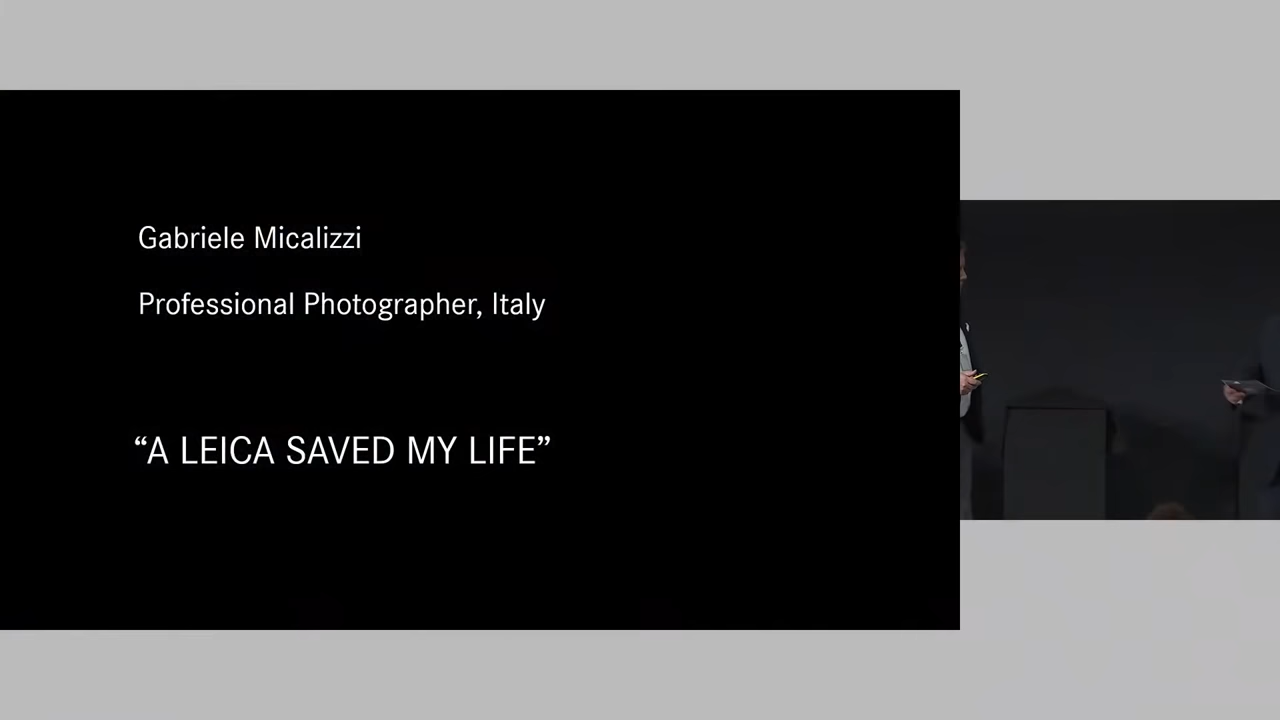 Gabriele Micalizzi
Professional Photographer, Italy
“A LEICA SAVED MY LIFE”